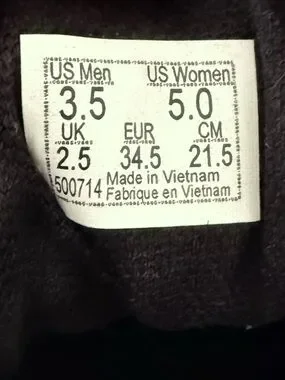 US Men US Women
3.5 5.0
UK EUR CM
2.5 34.5 21.5
500714 Made in Vietnam
Fabrique en Vietnam